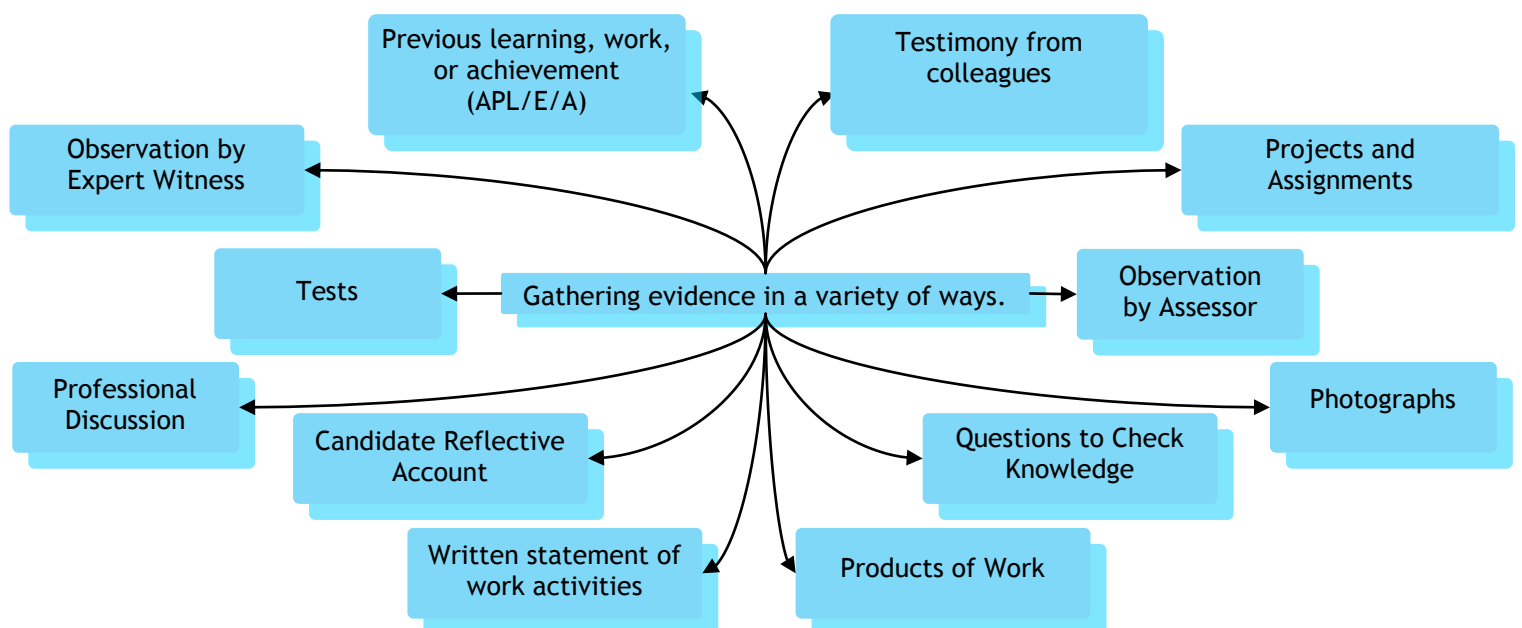 Previous learning, work,
or achievement
(APL/E/A)
Testimony from
colleagues
Observation by
Expert Witness
Projects and
Assignments
Tests
Gathering evidence in a variety of ways.
Observation
by Assessor
Professional
Discussion
Photographs
Candidate Reflective
Account
Questions to Check
Knowledge
Written statement of
work activities
Products of Work